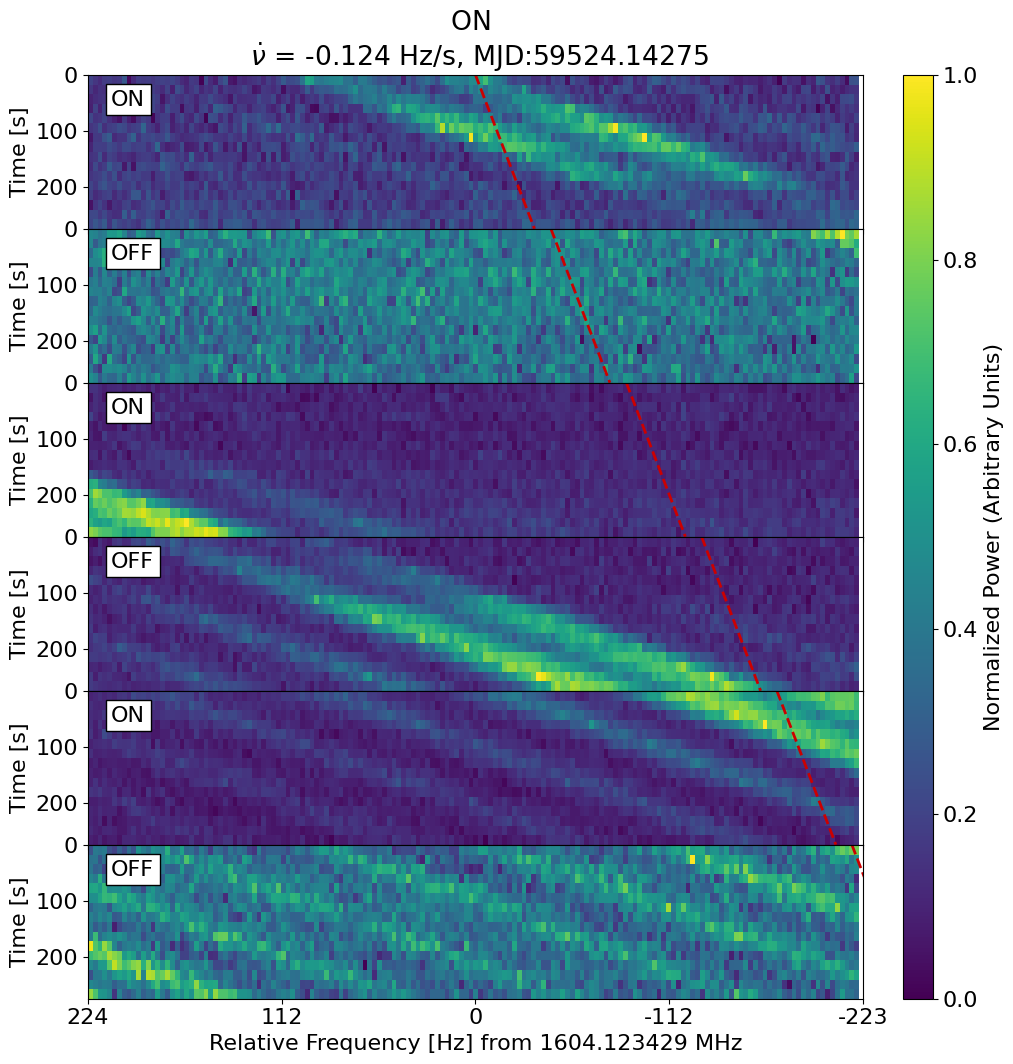 ON
ν̇ = -0.124 Hz/s, MJD:59524.14275
0
ON
100
Time [s]
200
0
OFF
100
Time [s]
200
0
ON
100
Time [s]
200
0
OFF
100
Time [s]
200
0
ON
100
Time [s]
200
0
OFF
100
Time [s]
200
224 112 0 -112 -223
Relative Frequency [Hz] from 1604.123429 MHz
1.0
0.8
0.6
0.4
0.2
0.0
Normalized Power (Arbitrary Units)